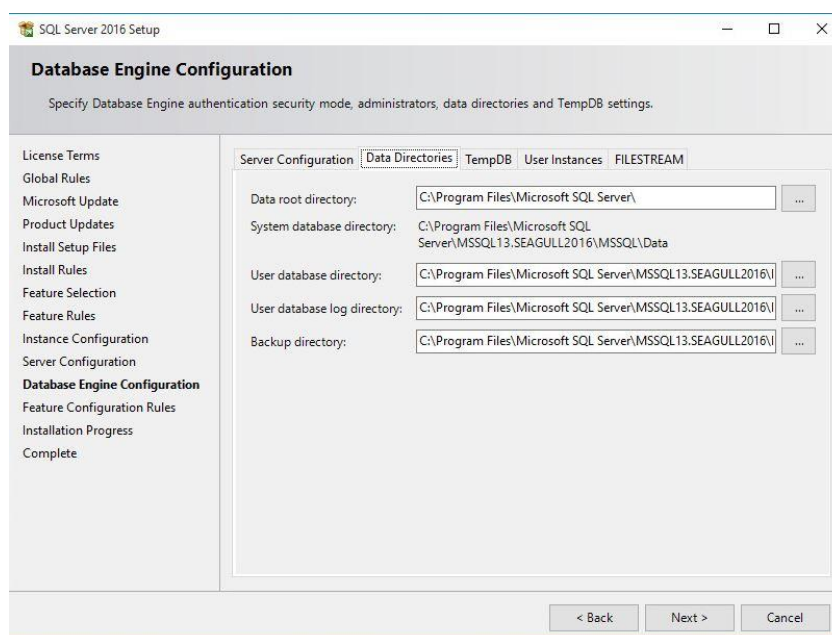 SQL Server 2016 Setup
Database Engine Configuration
Specify Database Engine authentication security mode, administrators, data directories and TempDB settings.
License Terms
Global Rules
Microsoft Update
Product Updates
Install Setup Files
Install Rules
Feature Selection
Feature Rules
Instance Configuration
Server Configuration
Database Engine Configuration
Feature Configuration Rules
Installation Progress
Complete
Server Configuration Data Directories TempDB User Instances FILESTREAM
Data root directory: C:\Program Files\Microsoft SQL Server\ ...
System database directory: C:\Program Files\Microsoft SQL
Server\MSSQL13.SEAGULL2016\MSSQL\Data
User database directory: C:\Program Files\Microsoft SQL Server\MSSQL13.SEAGULL2016\ ...
User database log directory: C:\Program Files\Microsoft SQL Server\MSSQL13.SEAGULL2016\ ...
Backup directory: C:\Program Files\Microsoft SQL Server\MSSQL13.SEAGULL2016\ ...
< Back Next > Cancel